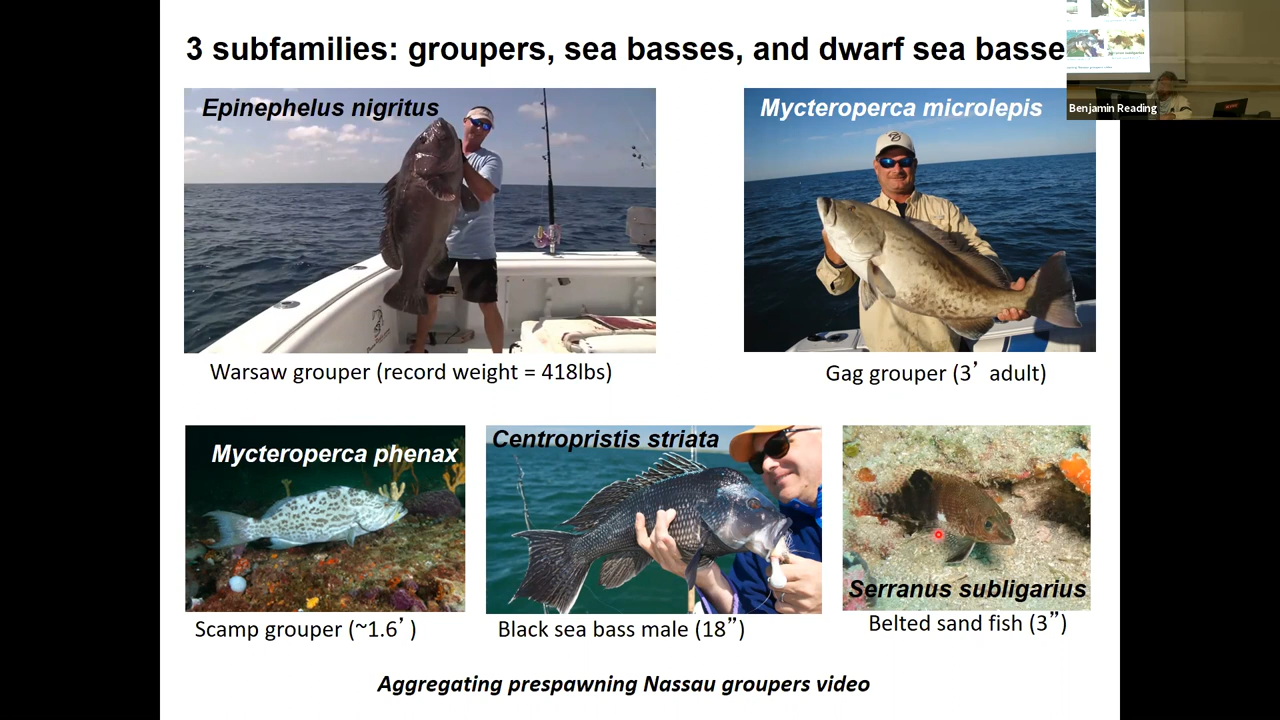 3 subfamilies: groupers, sea basses, and dwarf sea basse
Benjamin Reading
Epinephelus nigritus
Mycteroperca microlepis
Warsaw grouper (record weight = 418lbs)
Gag grouper (3’ adult)
Mycteroperca phenax
Centropristis striata
Serranus subligarius
Scamp grouper (~1.6’)
Black sea bass male (18”)
Belted sand fish (3”)
Aggregating prespawning Nassau groupers video